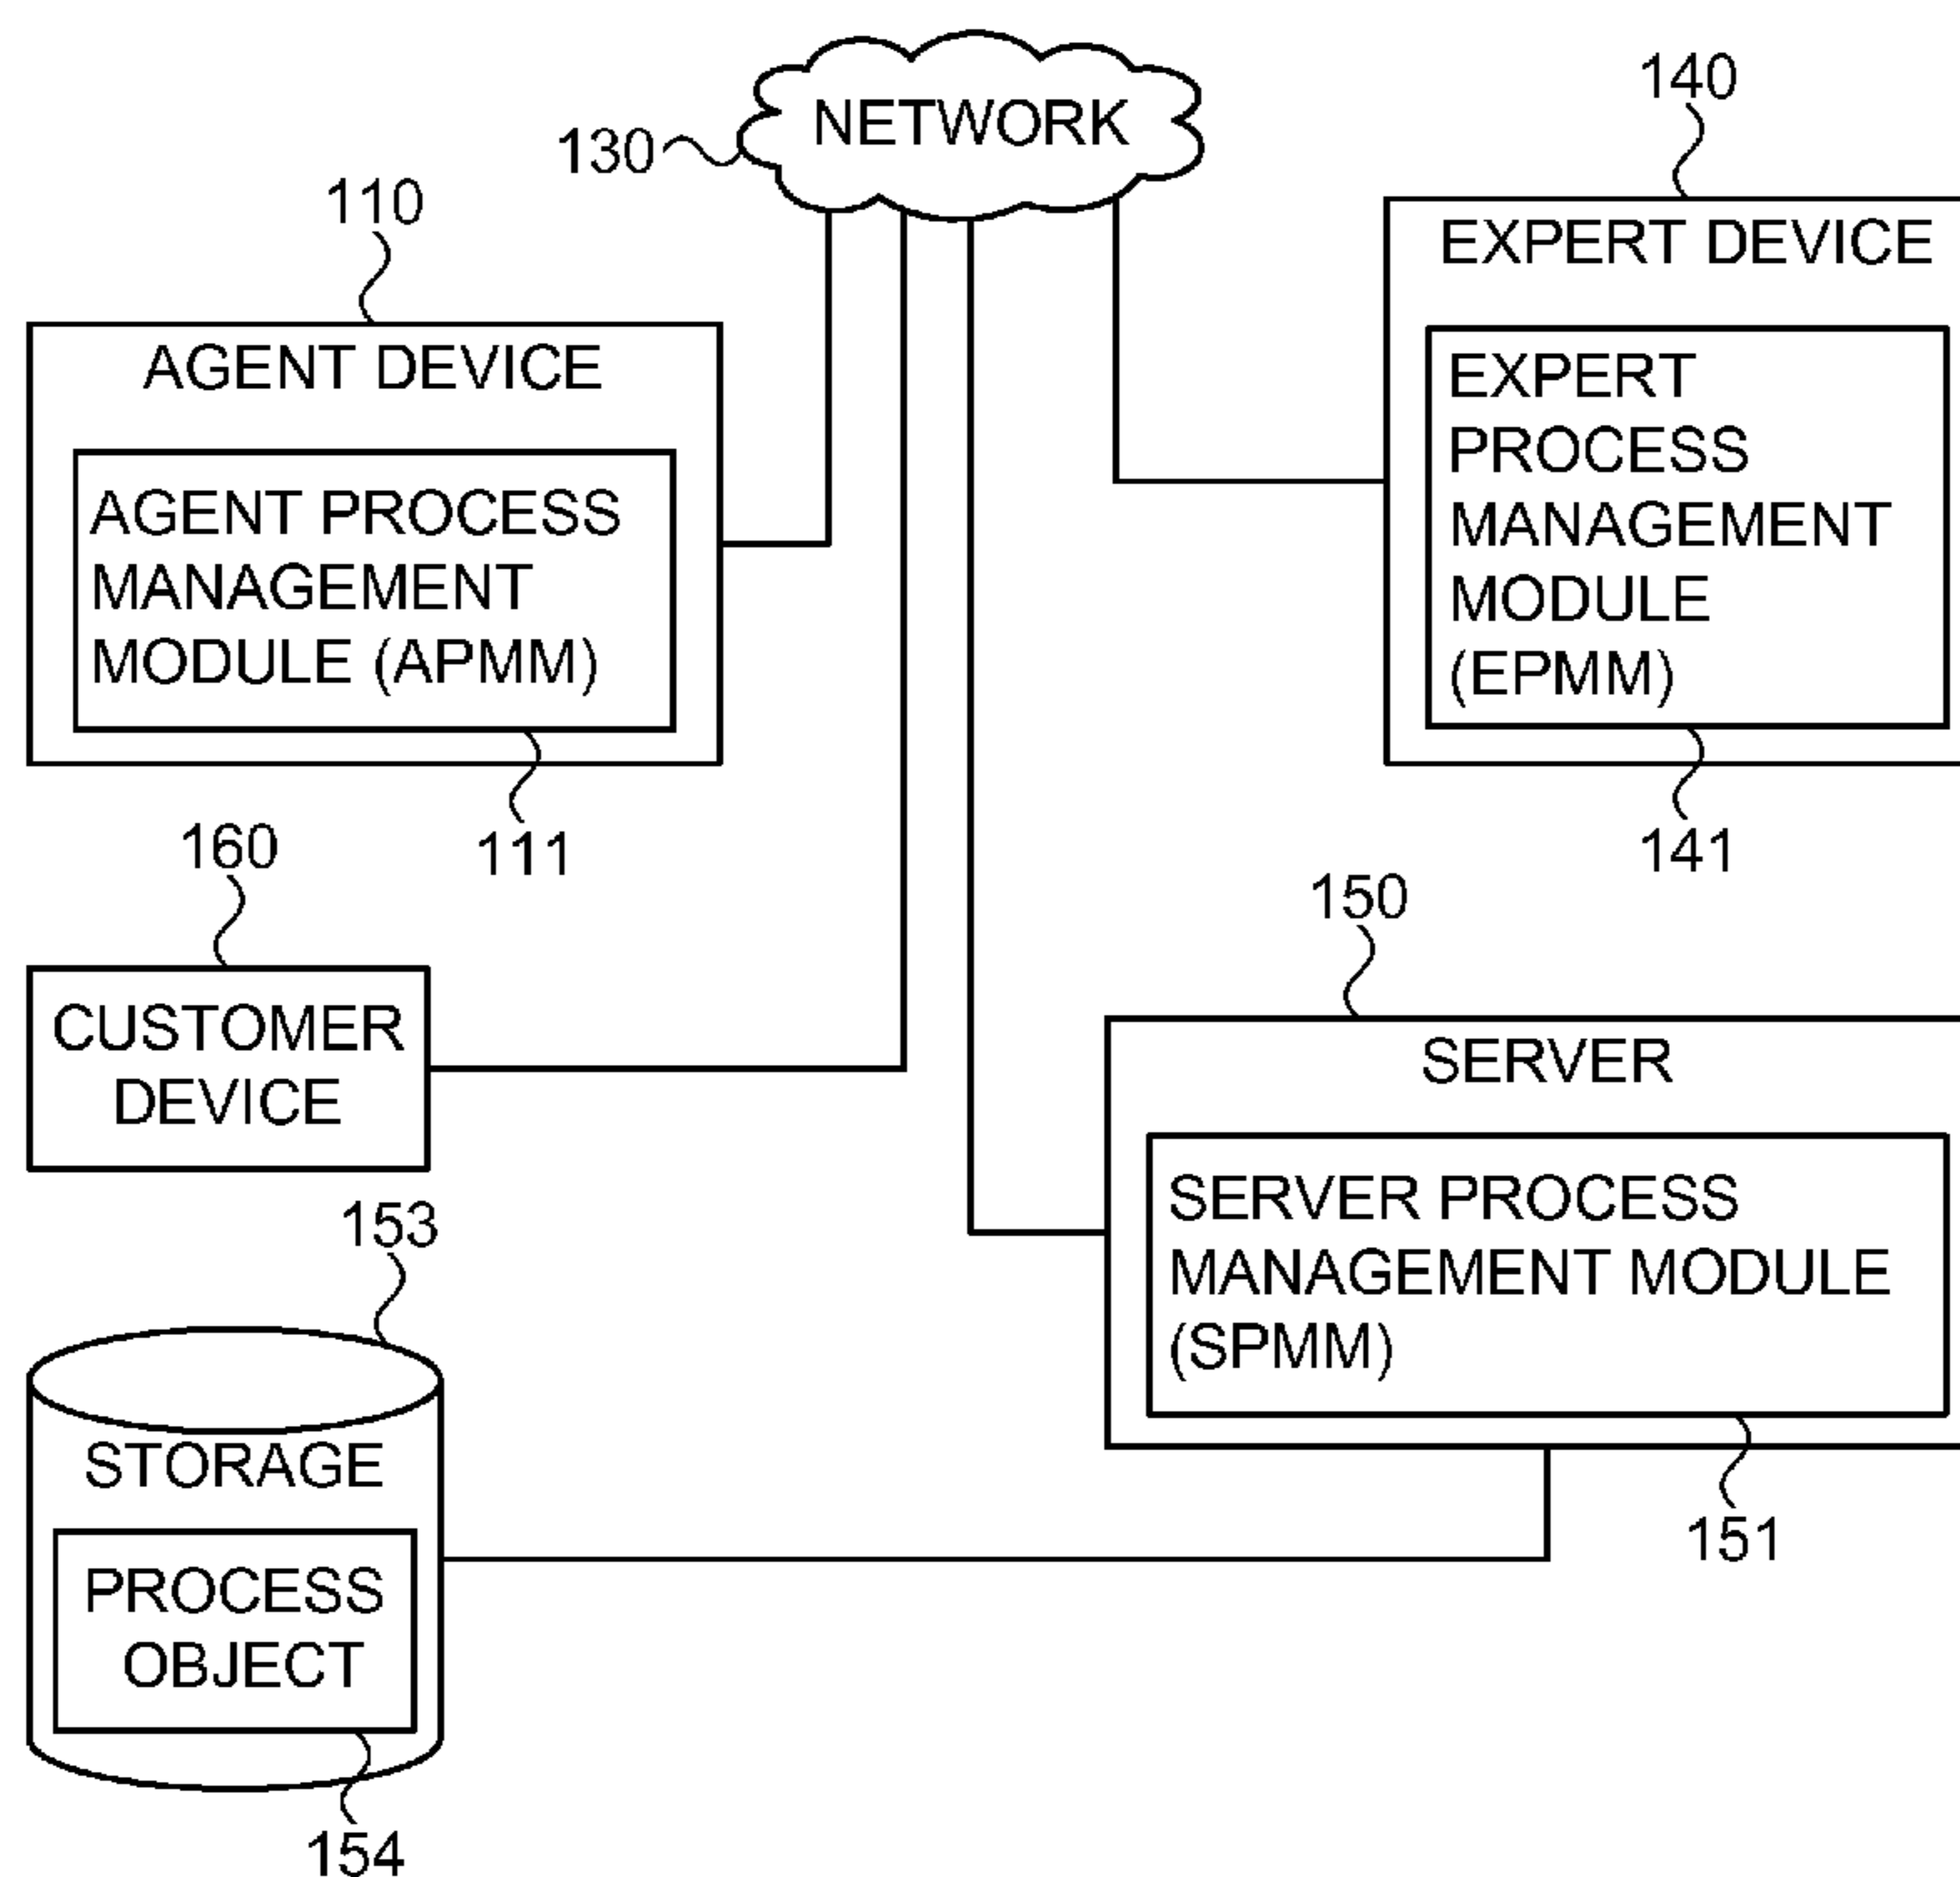 NETWORK
130
140
EXPERT DEVICE
EXPERT
PROCESS
MANAGEMENT
MODULE
(EPMM)
141
110
AGENT DEVICE
AGENT PROCESS
MANAGEMENT
MODULE (APMM)
111
160
CUSTOMER
DEVICE
150
SERVER
SERVER PROCESS
MANAGEMENT MODULE
(SPMM)
151
153
STORAGE
PROCESS
OBJECT
154